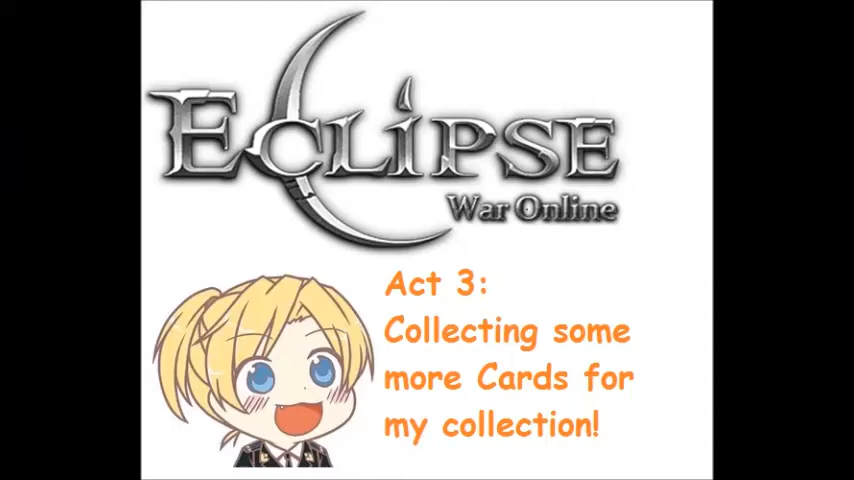 Eclipse
War Online
Act 3:
Collecting some
more Cards for
my collection!